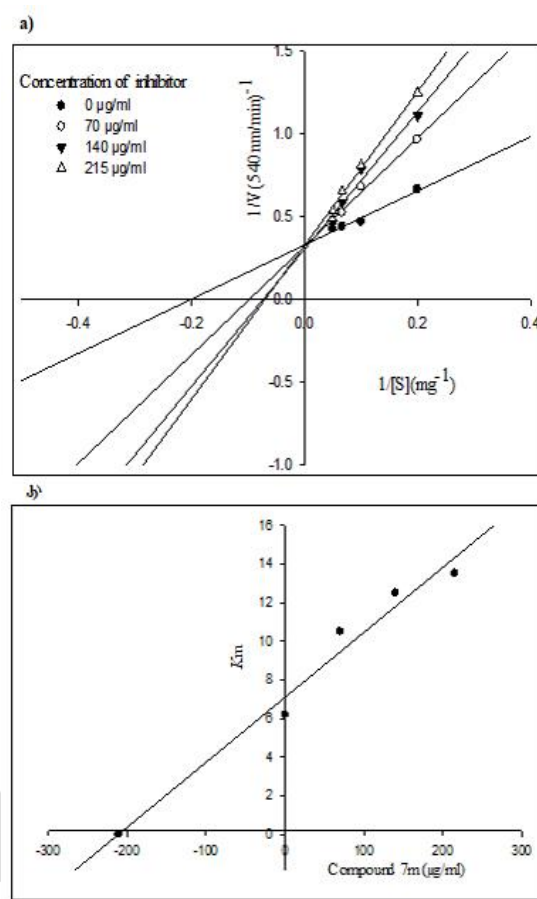 a)
1.5
Concentration of inhibitor
0 µg/ml
70 µg/ml
140 µg/ml
215 µg/ml
1/V (540 nm/min)⁻¹
1.0
0.5
0.0
-0.4 -0.2 0.0 0.2 0.4
1/[S](mg⁻¹)
-0.5
-1.0
16
14
12
10
Km
8
6
4
2
0
-300 -200 -100 0 100 200 300
Compound 7m (µg/ml)